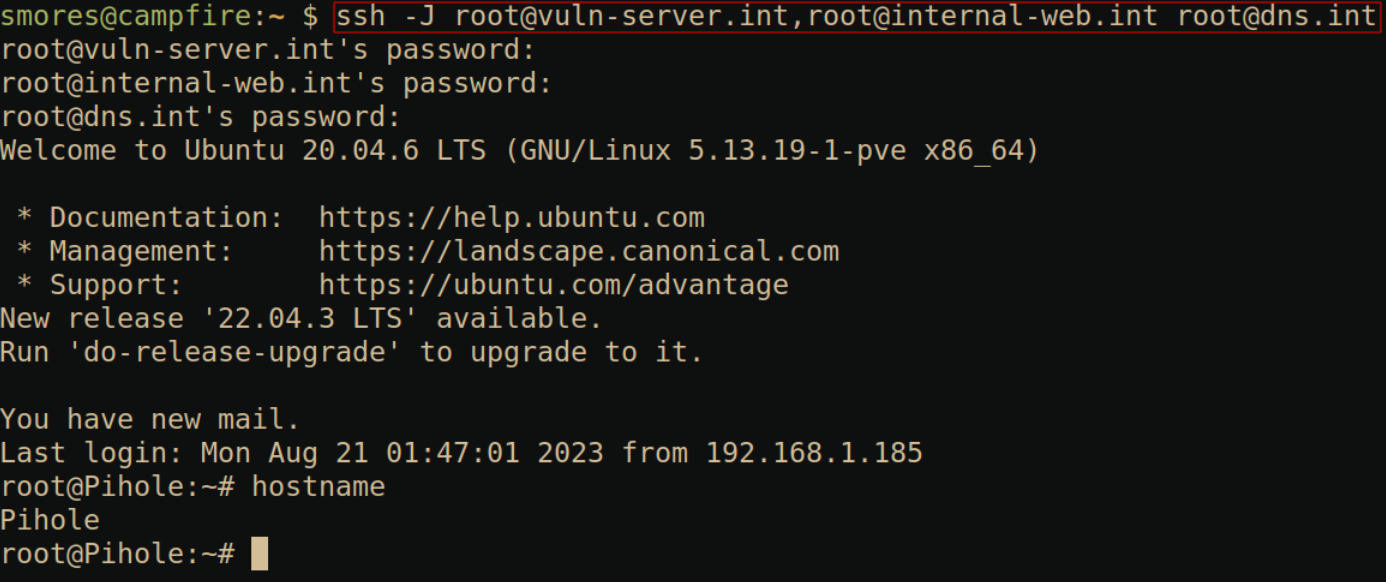 smores@campfire:~ $ ssh -J root@vuln-server.int,root@internal-web.int root@dns.int
root@vuln-server.int's password:
root@internal-web.int's password:
root@dns.int's password:
Welcome to Ubuntu 20.04.6 LTS (GNU/Linux 5.13.19-1-pve x86_64)
 * Documentation:  https://help.ubuntu.com
 * Management:     https://landscape.canonical.com
 * Support:        https://ubuntu.com/advantage
New release '22.04.3 LTS' available.
Run 'do-release-upgrade' to upgrade to it.
You have new mail.
Last login: Mon Aug 21 01:47:01 2023 from 192.168.1.185
root@Pihole:~# hostname
Pihole
root@Pihole:~#